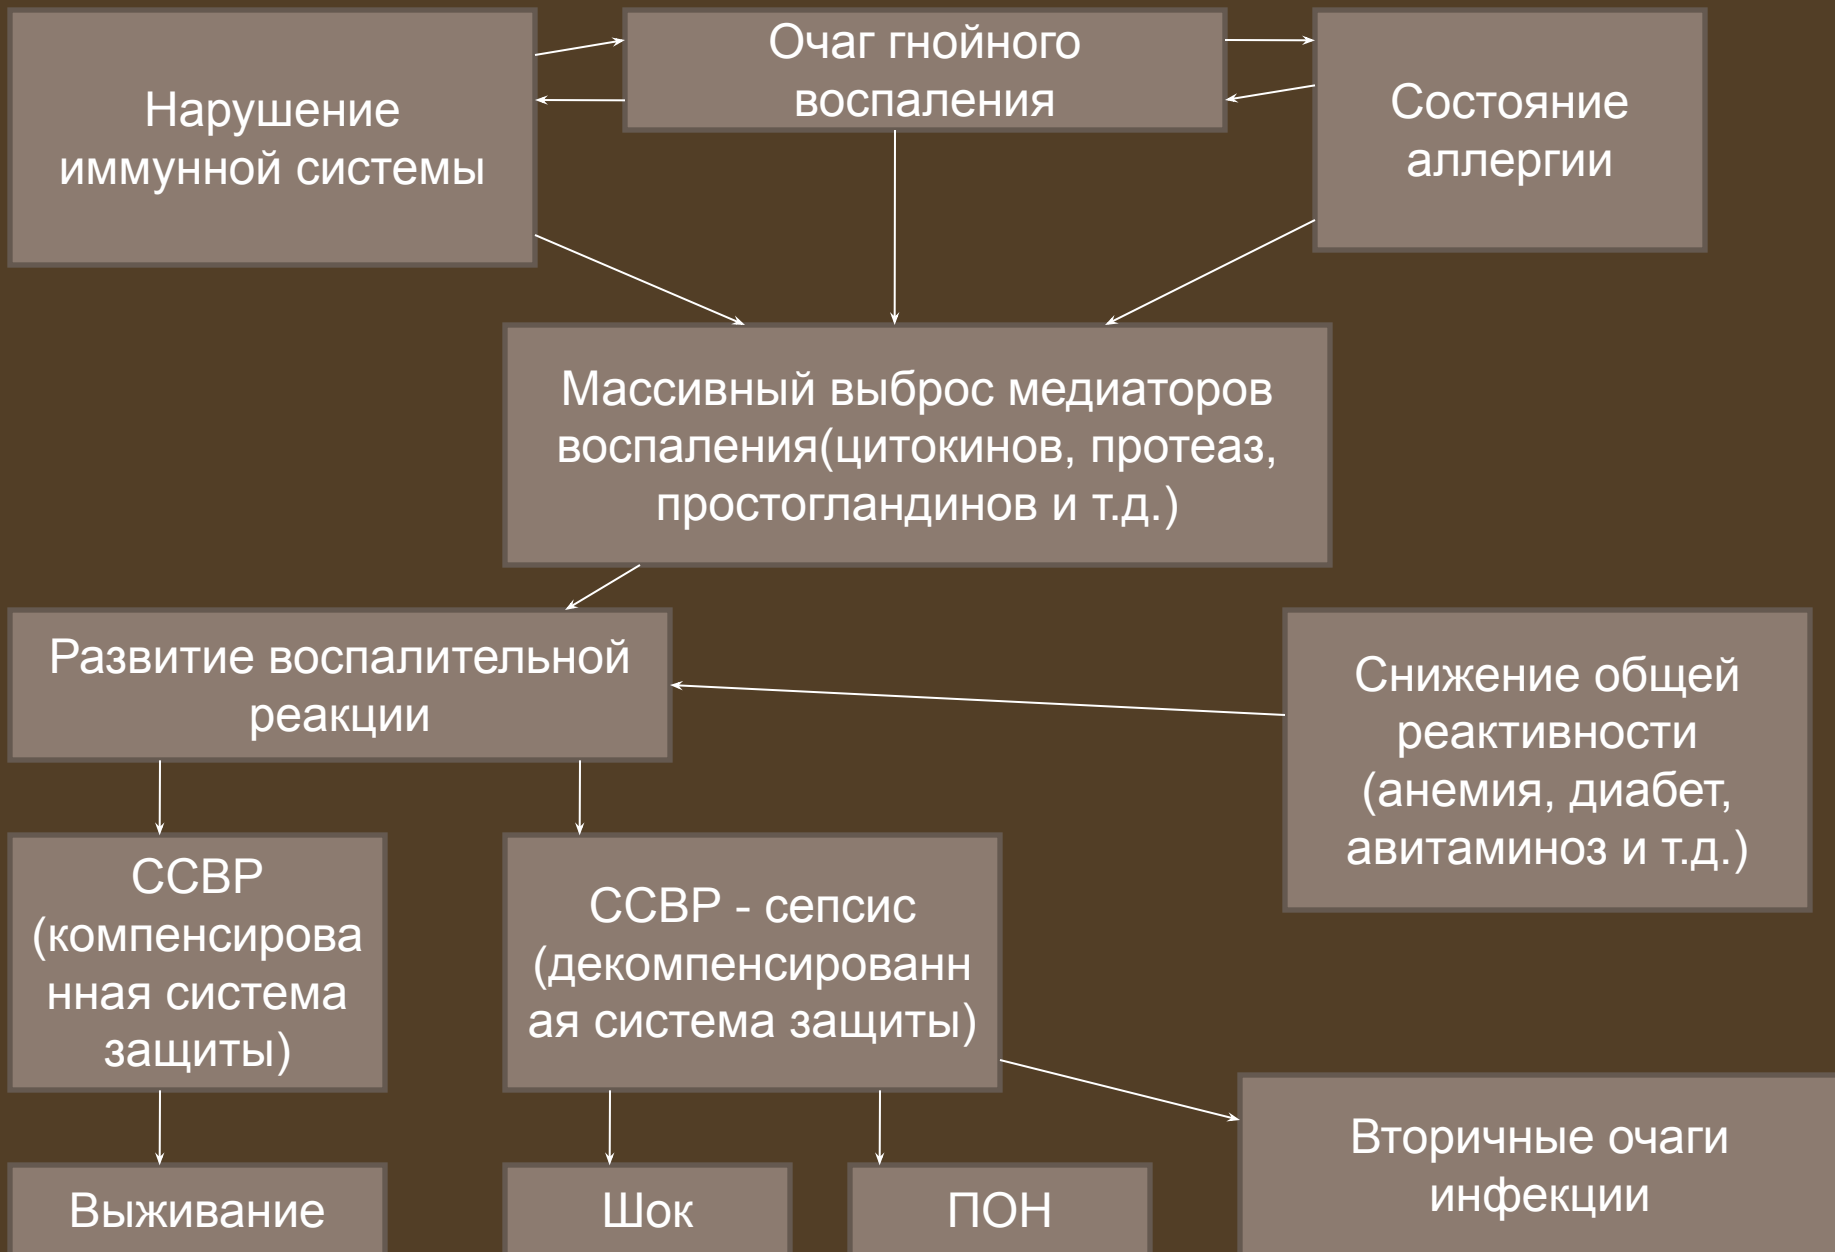 Нарушение
иммунной системы
Очаг гнойного
воспаления
Состояние
аллергии
Массивный выброс медиаторов
воспаления(цитокинов, протеаз,
простогландинов и т.д.)
Развитие воспалительной
реакции
Снижение общей
реактивности
(анемия, диабет,
авитаминоз и т.д.)
ССВР
(компенсирова
нная система
защиты)
ССВР - сепсис
(декомпенсированн
ая система защиты)
Выживание
Шок
ПОН
Вторичные очаги
инфекции